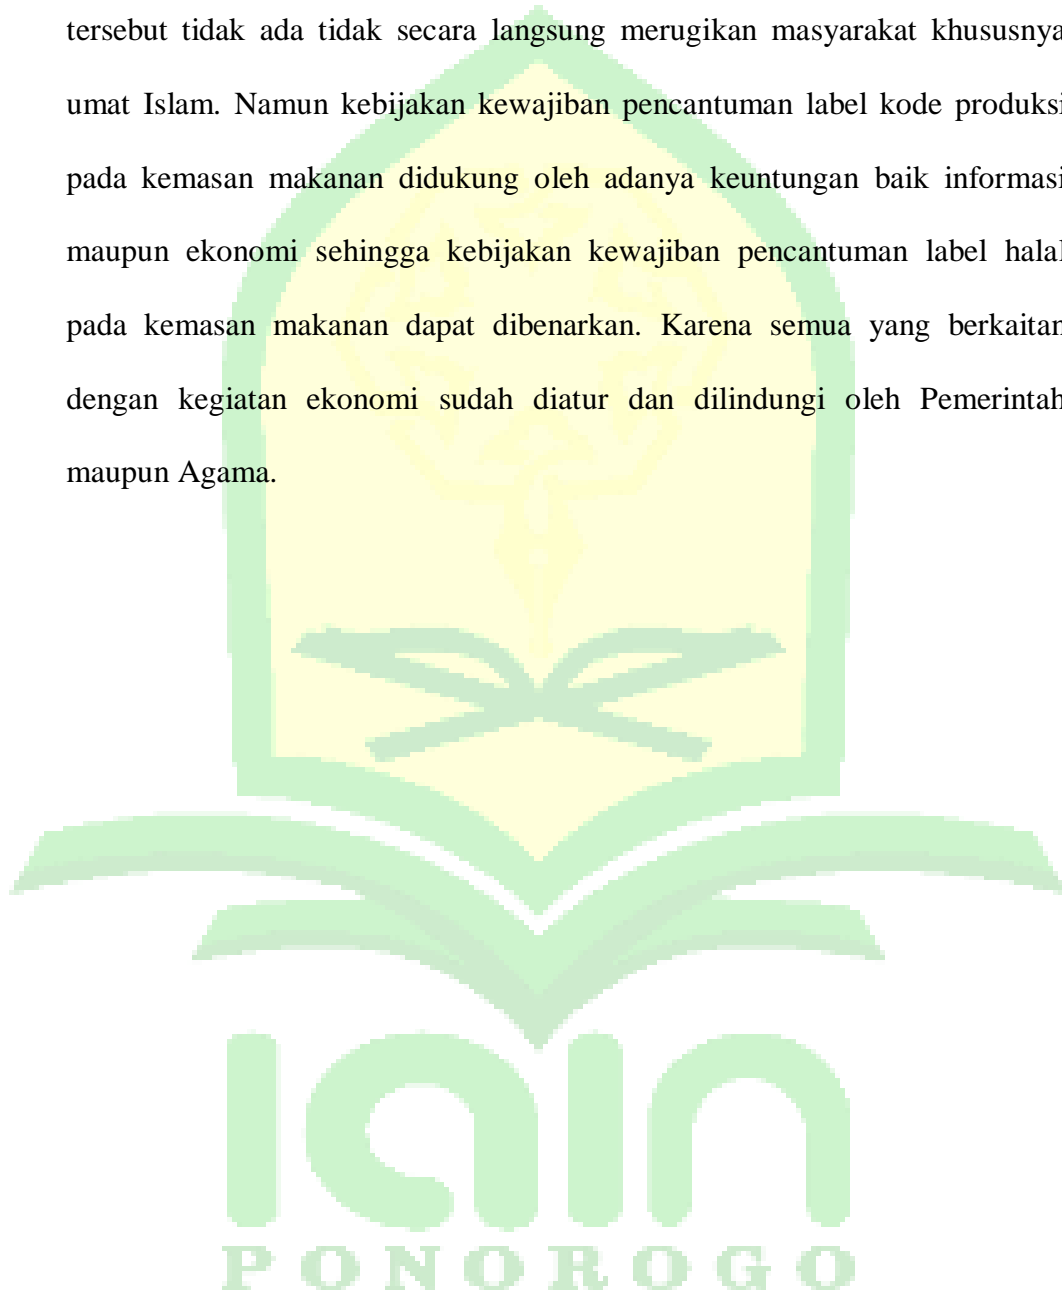 tersebut tidak ada tidak secara langsung merugikan masyarakat khususnya
umat Islam. Namun kebijakan kewajiban pencantuman label kode produksi
pada kemasan makanan didukung oleh adanya keuntungan baik informasi
maupun ekonomi sehingga kebijakan kewajiban pencantuman label halal
pada kemasan makanan dapat dibenarkan. Karena semua yang berkaitan
dengan kegiatan ekonomi sudah diatur dan dilindungi oleh Pemerintah
maupun Agama.
iain
PONOROGO